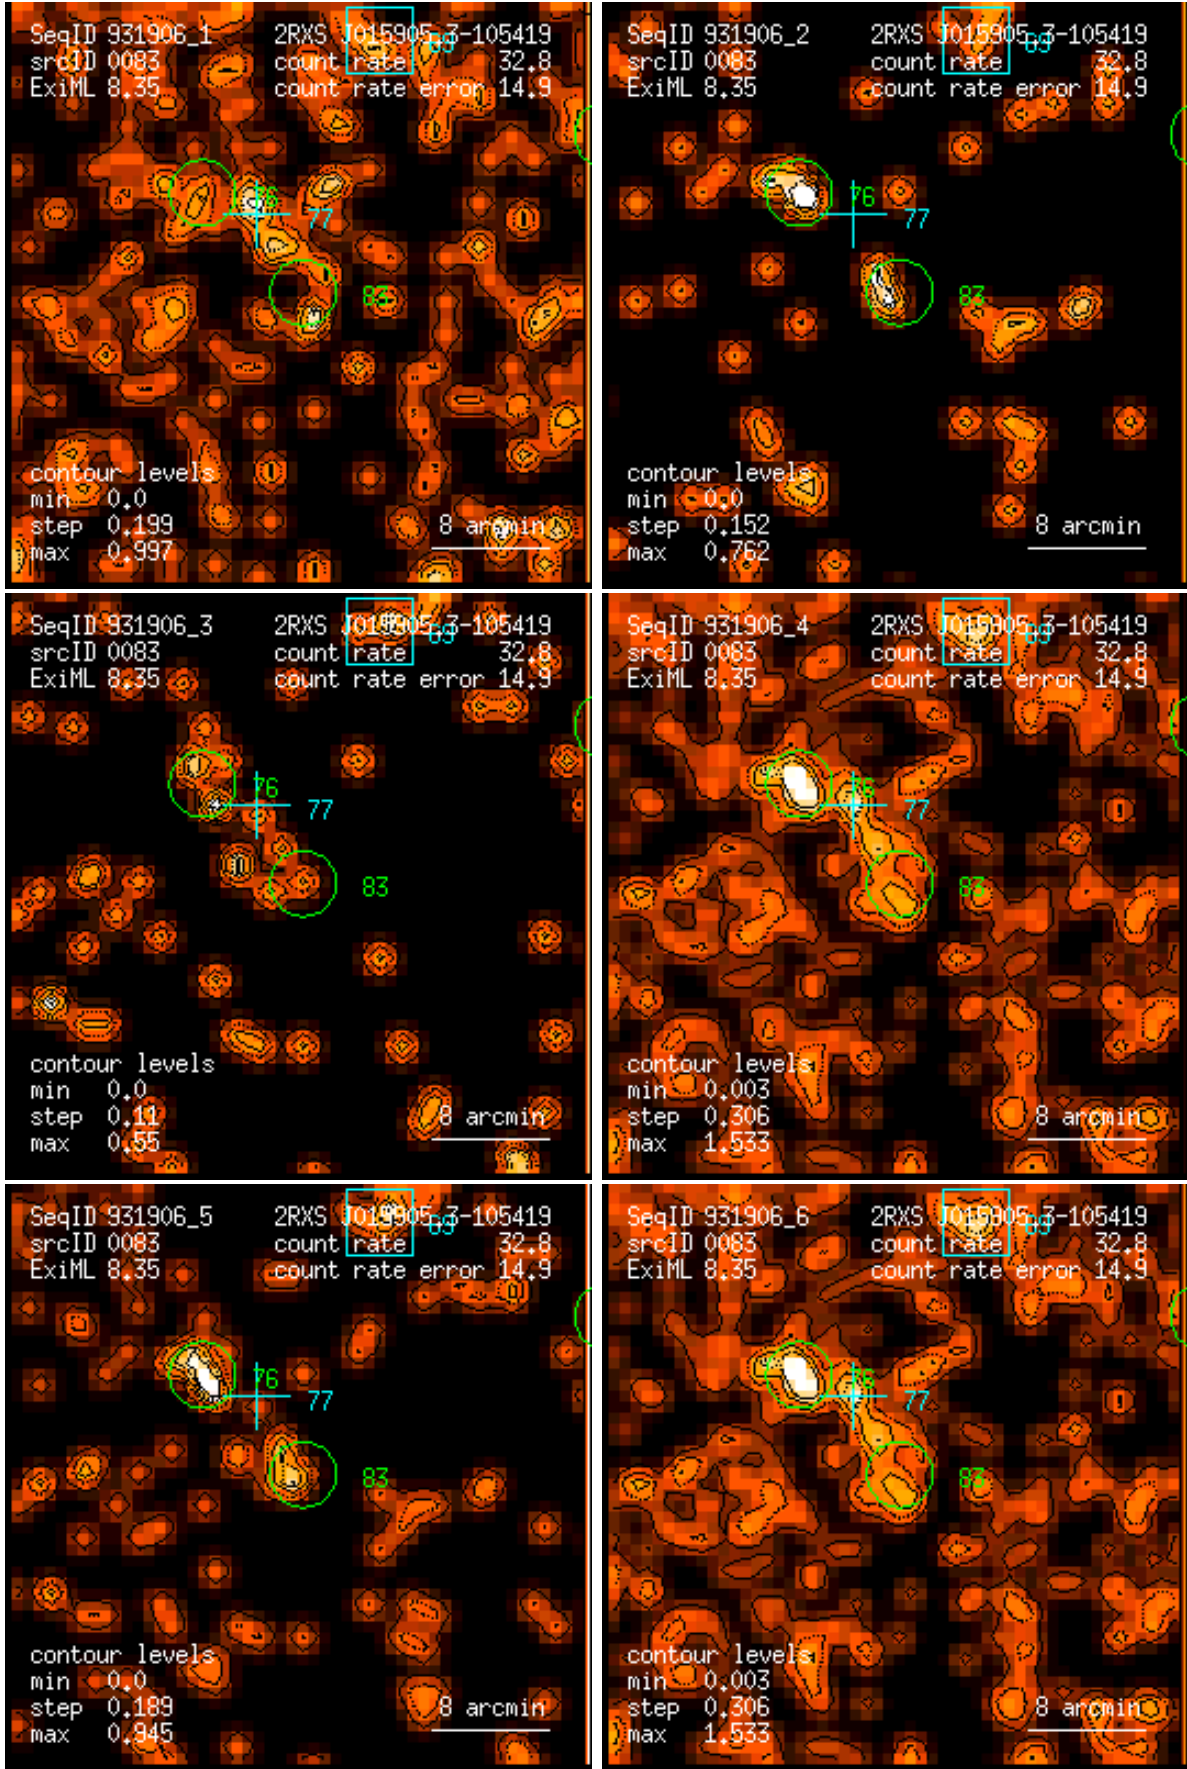 SeqID 931906_1 2RXS J015905.3-105419
srcID 0083 count rate 32.8
ExiML 8.35 count rate error 14.9
69
76
77
83
contour levels
min 0.0
step 0.199
max 0.997
8 arcmin
SeqID 931906_2 2RXS J015905.3-105419
srcID 0083 count rate 32.8
ExiML 8.35 count rate error 14.9
69
76
77
83
contour levels
min 0.0
step 0.152
max 0.762
8 arcmin
SeqID 931906_3 2RXS J015905.3-105419
srcID 0083 count rate 32.8
ExiML 8.35 count rate error 14.9
69
76
77
83
contour levels
min 0.0
step 0.11
max 0.55
8 arcmin
SeqID 931906_4 2RXS J015905.3-105419
srcID 0083 count rate 32.8
ExiML 8.35 count rate error 14.9
69
76
77
83
contour levels
min 0.003
step 0.306
max 1.533
8 arcmin
SeqID 931906_5 2RXS J015905.3-105419
srcID 0083 count rate 32.8
ExiML 8.35 count rate error 14.9
69
76
77
83
contour levels
min 0.0
step 0.189
max 0.945
8 arcmin
SeqID 931906_6 2RXS J015905.3-105419
srcID 0083 count rate 32.8
ExiML 8.35 count rate error 14.9
69
76
77
83
contour levels
min 0.003
step 0.306
max 1.533
8 arcmin